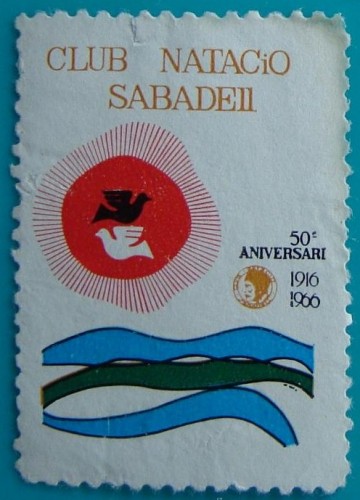 CLUB NATACiO
SABADEll
50è
ANIVERSARI
1916
1966